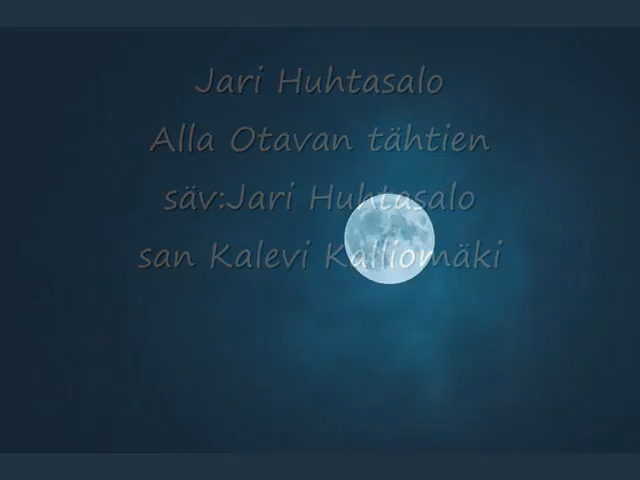 Jari Huhtasalo
Alla Otavan tähtien
säv:Jari Huhtasalo
san Kalevi Kalliomäki